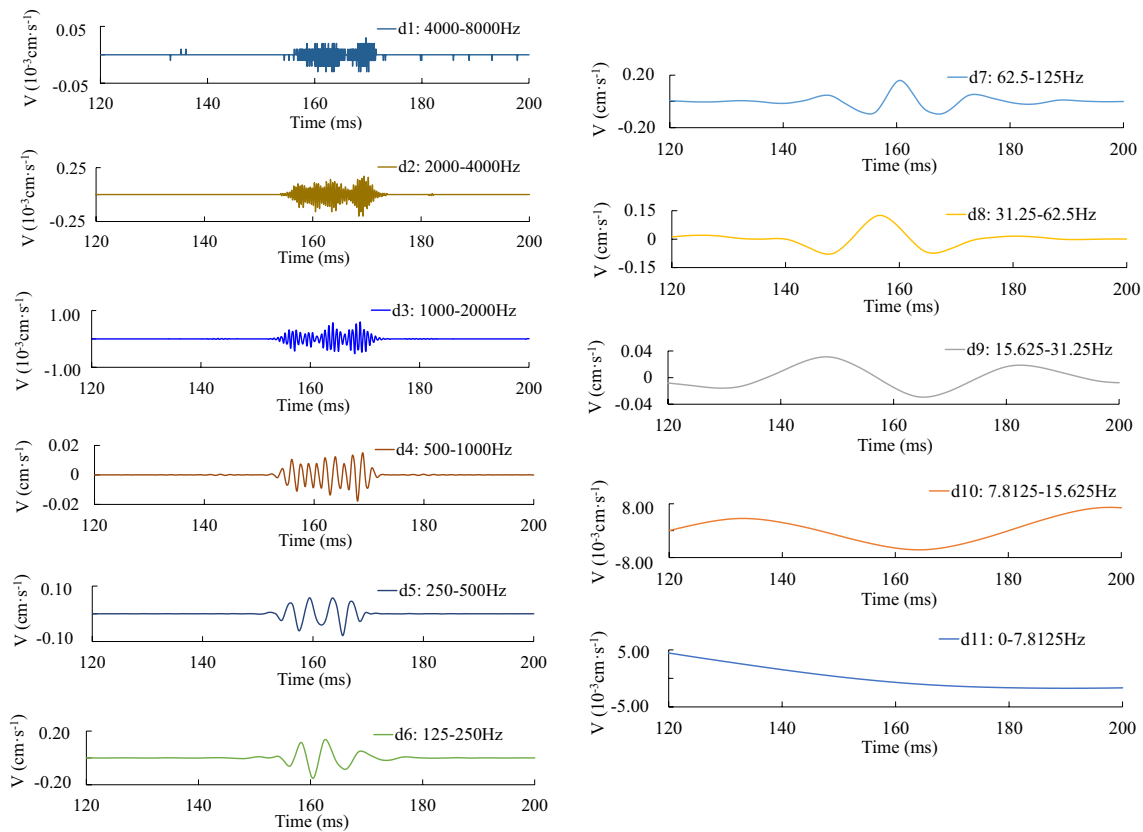 V (10⁻³cm·s⁻¹)
0.05
-0.05
d1: 4000-8000Hz
120 140 160 180 200
Time (ms)
V (10⁻³cm·s⁻¹)
0.25
-0.25
d2: 2000-4000Hz
120 140 160 180 200
Time (ms)
V (10⁻³cm·s⁻¹)
1.00
-1.00
d3: 1000-2000Hz
120 140 160 180 200
Time (ms)
V (cm·s⁻¹)
0.02
0
-0.02
d4: 500-1000Hz
120 140 160 180 200
Time (ms)
V (cm·s⁻¹)
0.10
-0.10
d5: 250-500Hz
120 140 160 180 200
Time (ms)
V (cm·s⁻¹)
0.20
-0.20
d6: 125-250Hz
120 140 160 180 200
Time (ms)
V (cm·s⁻¹)
0.20
-0.20
d7: 62.5-125Hz
120 140 160 180 200
Time (ms)
V (cm·s⁻¹)
0.15
0
-0.15
d8: 31.25-62.5Hz
120 140 160 180 200
Time (ms)
V (cm·s⁻¹)
0.04
0
-0.04
d9: 15.625-31.25Hz
120 140 160 180 200
Time (ms)
V (10⁻³cm·s⁻¹)
8.00
-8.00
d10: 7.8125-15.625Hz
120 140 160 180 200
Time (ms)
V (10⁻³cm·s⁻¹)
5.00
-5.00
d11: 0-7.8125Hz
120 140 160 180 200
Time (ms)